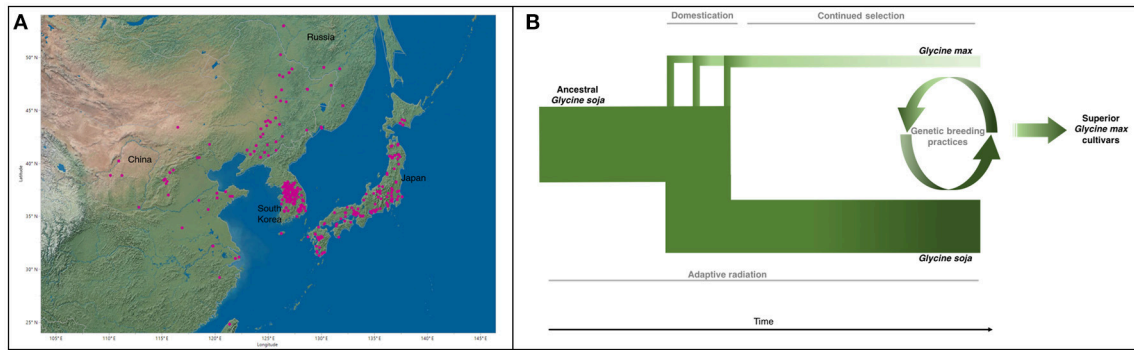 A
Russia
China
Japan
South
Korea
Latitude
50° N
45° N
40° N
35° N
30° N
25° N
105° E
110° E
115° E
120° E
125° E
130° E
135° E
140° E
145° E
Longitude
B
Domestication
Continued selection
Glycine max
Ancestral
Glycine soja
Genetic breeding
practices
Superior
Glycine max
cultivars
Glycine soja
Adaptive radiation
Time